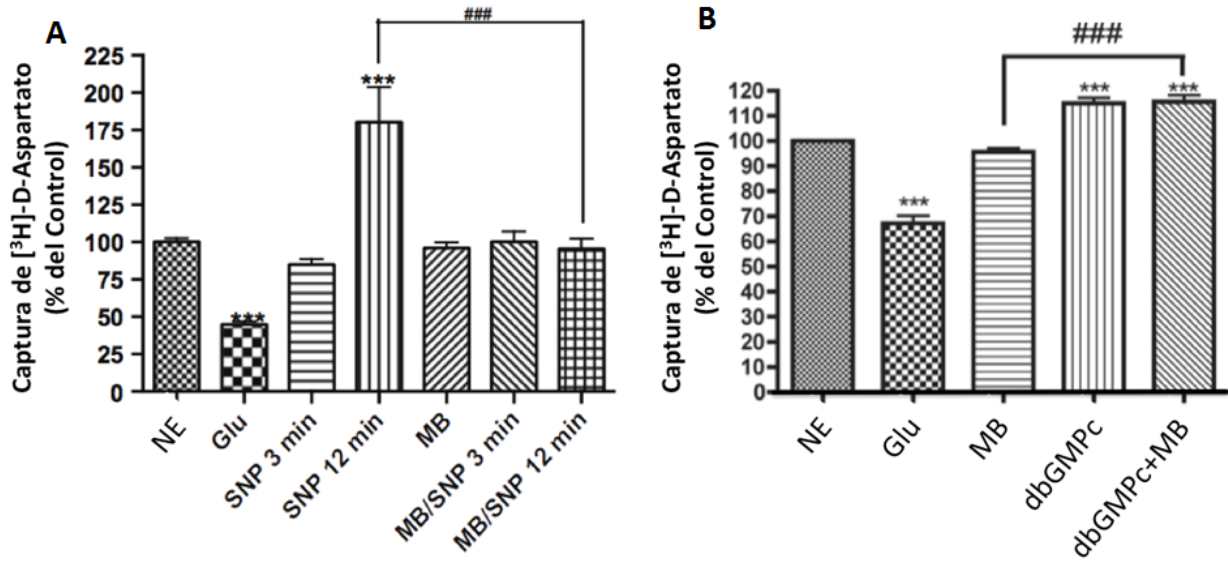 A
###
Captura de [³H]-D-Aspartato
(% del Control)
225
200
175
150
125
100
75
50
25
0
***
***
NE
Glu
SNP 3 min
SNP 12 min
MB
MB/SNP 3 min
MB/SNP 12 min
B
###
Captura de [³H]-D-Aspartato
(% del Control)
120
110
100
90
80
70
60
50
40
30
20
10
0
***
***
***
NE
Glu
MB
dbGMPc
dbGMPc+MB